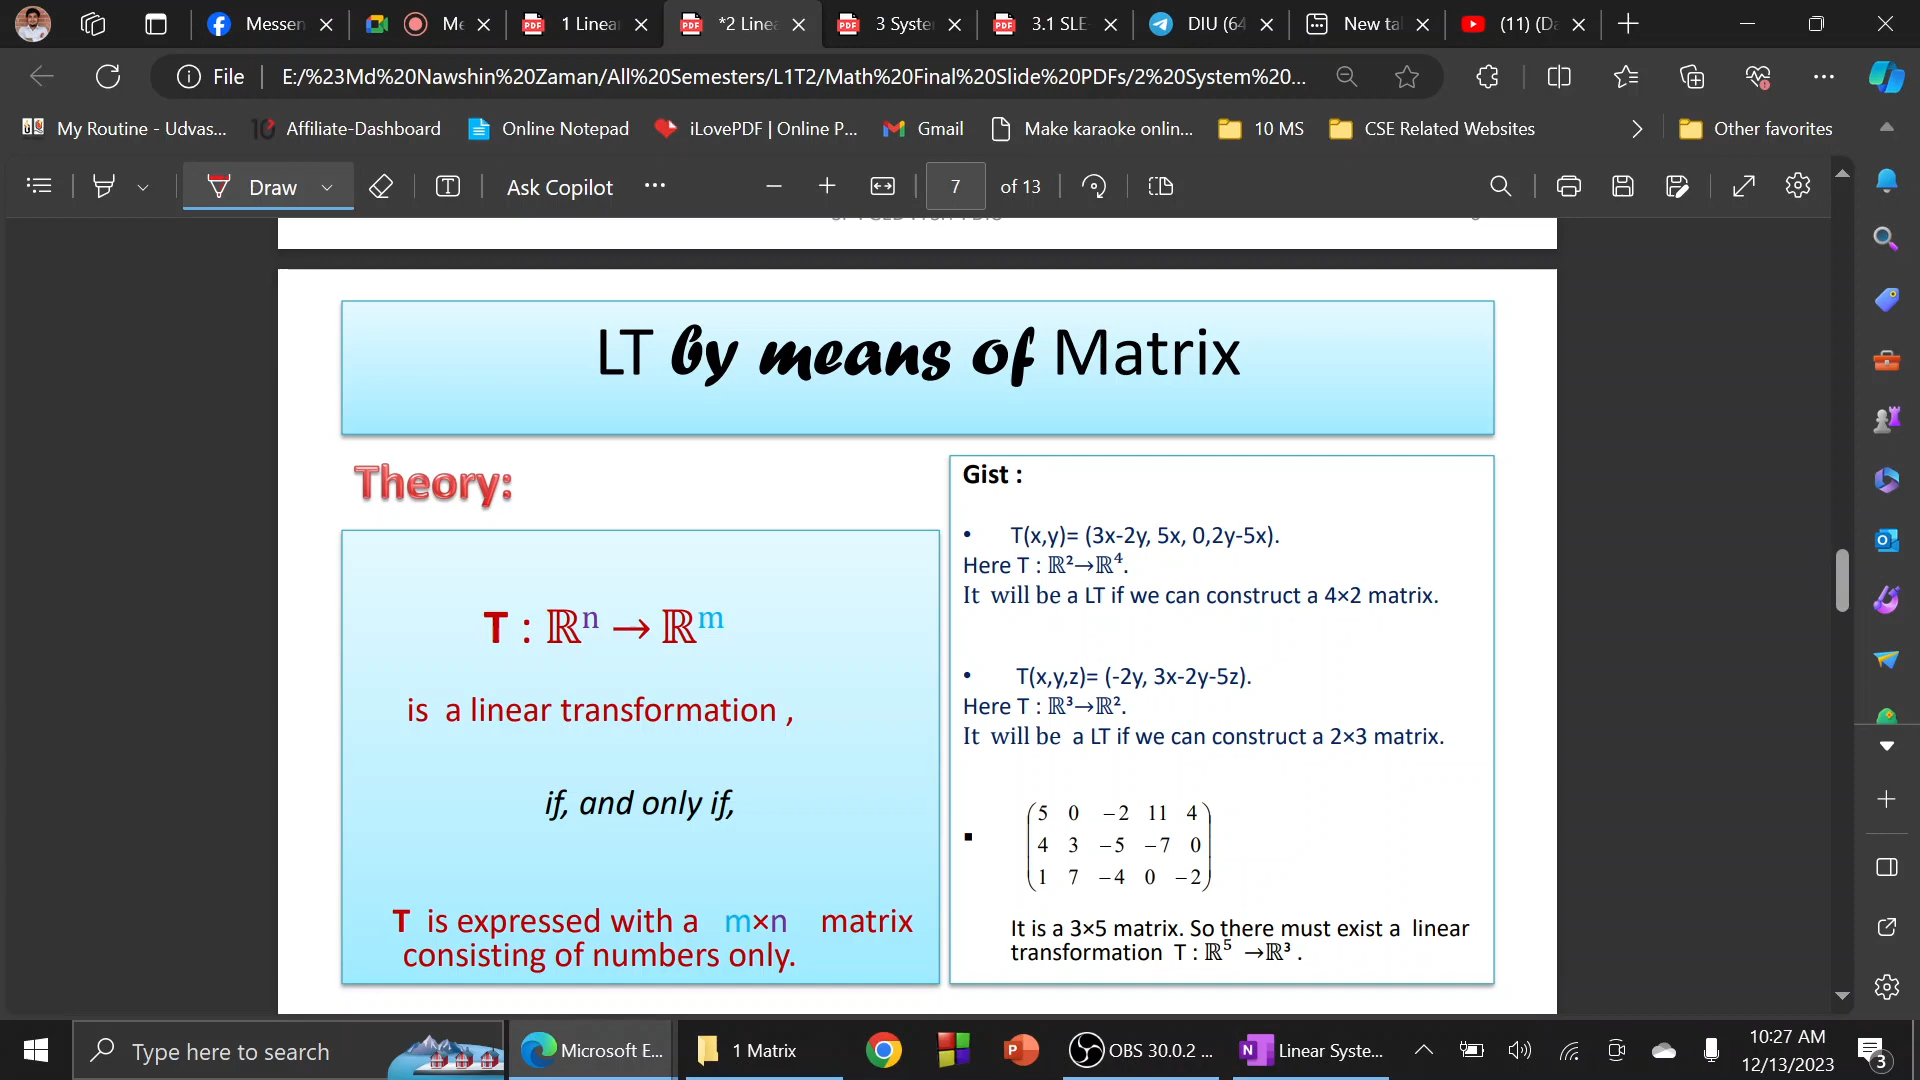 Messen
Me
1 Linea
*2 Linea
3 Syste
3.1 SLE
DIU (64
New ta
(11) (Da
File
E:/%23Md%20Nawshin%20Zaman/All%20Semesters/L1T2/Math%20Final%20Slide%20PDFs/2%20System%20...
My Routine - Udvas...
Affiliate-Dashboard
Online Notepad
iLovePDF | Online P...
Gmail
Make karaoke onlin...
10 MS
CSE Related Websites
Other favorites
Draw
Ask Copilot
7
of 13
LT by means of Matrix
Theory:
T : ℝⁿ → ℝᵐ
is a linear transformation ,
if, and only if,
T is expressed with a m×n matrix
consisting of numbers only.
Gist :
• T(x,y)= (3x-2y, 5x, 0,2y-5x).
Here T : ℝ²→ℝ⁴.
It will be a LT if we can construct a 4×2 matrix.
• T(x,y,z)= (-2y, 3x-2y-5z).
Here T : ℝ³→ℝ².
It will be a LT if we can construct a 2×3 matrix.
5 0 −2 11 4
4 3 −5 −7 0
1 7 −4 0 −2
It is a 3×5 matrix. So there must exist a linear
transformation T : ℝ⁵ →ℝ³ .
Type here to search
Microsoft E...
1 Matrix
OBS 30.0.2 ...
Linear Syste...
10:27 AM
12/13/2023
3